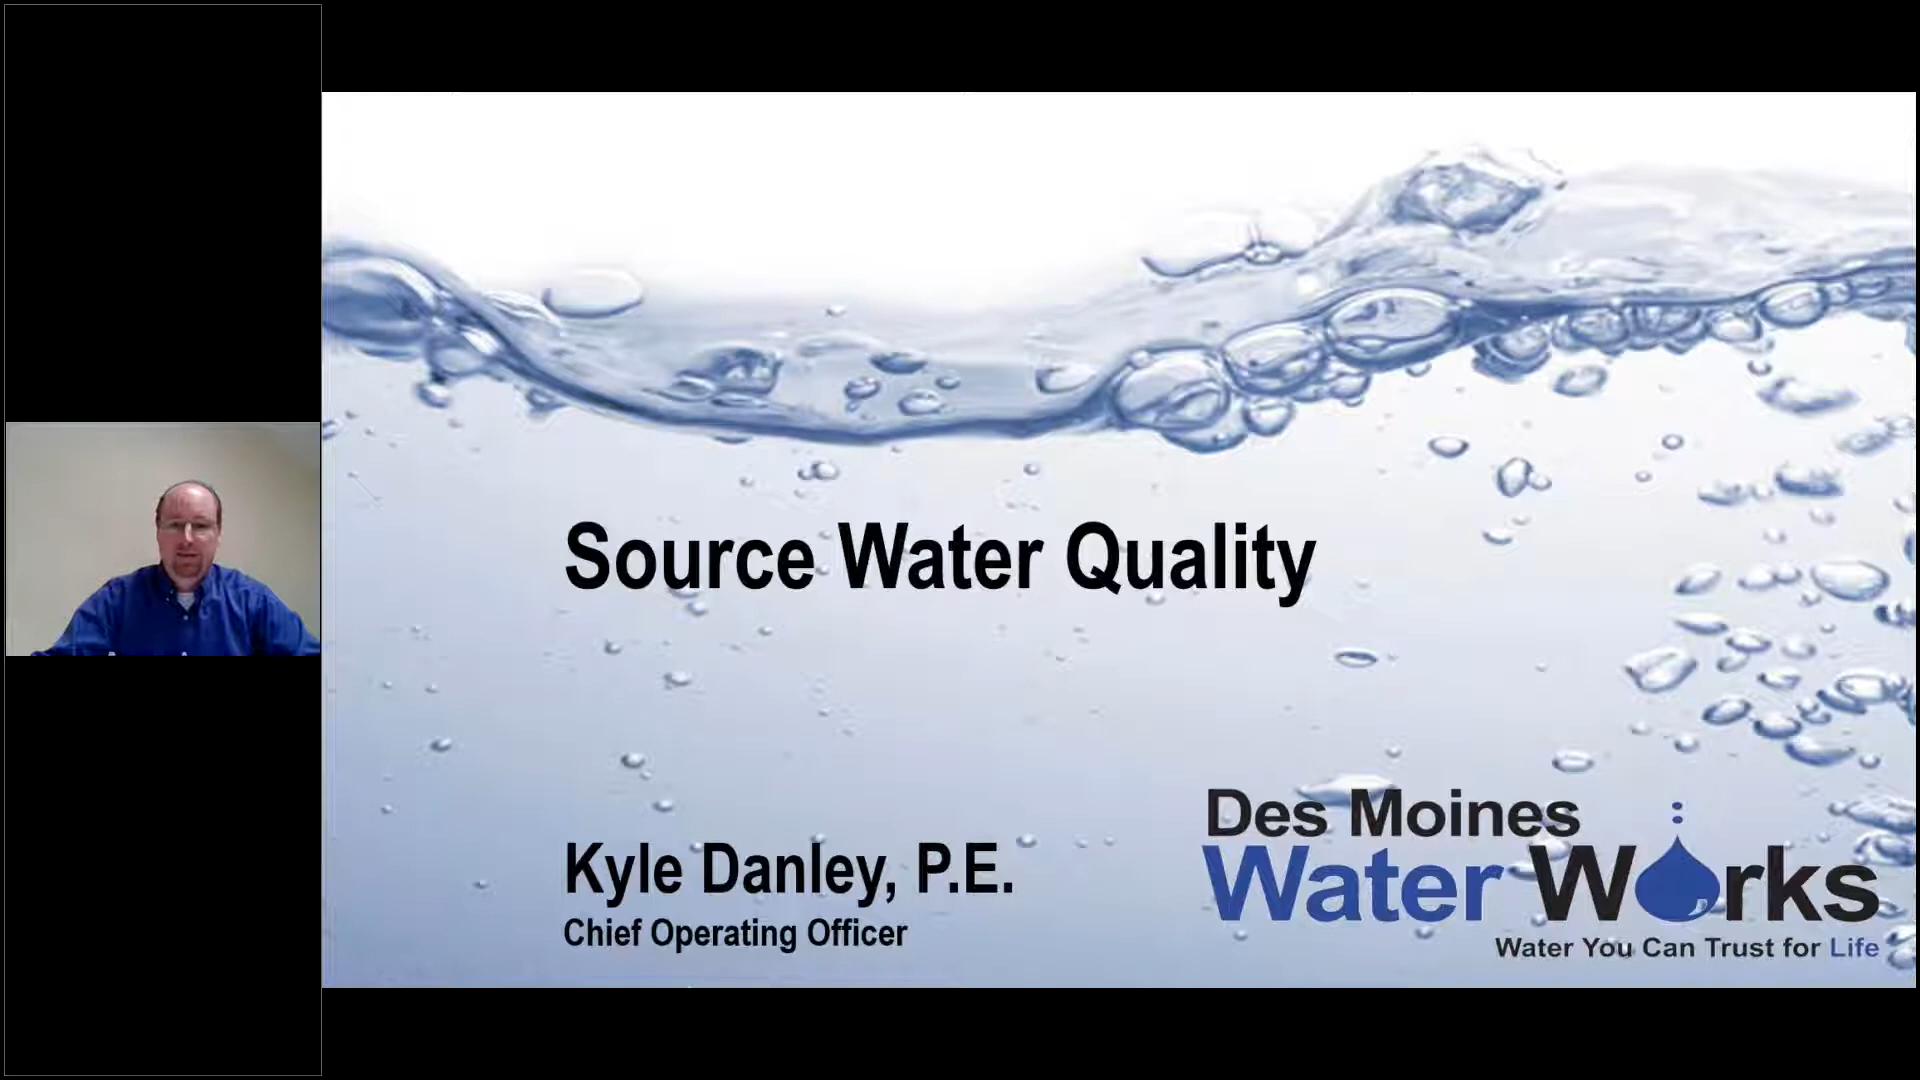 Source Water Quality
Kyle Danley, P.E.
Chief Operating Officer
Des Moines
Water Works
Water You Can Trust for Life